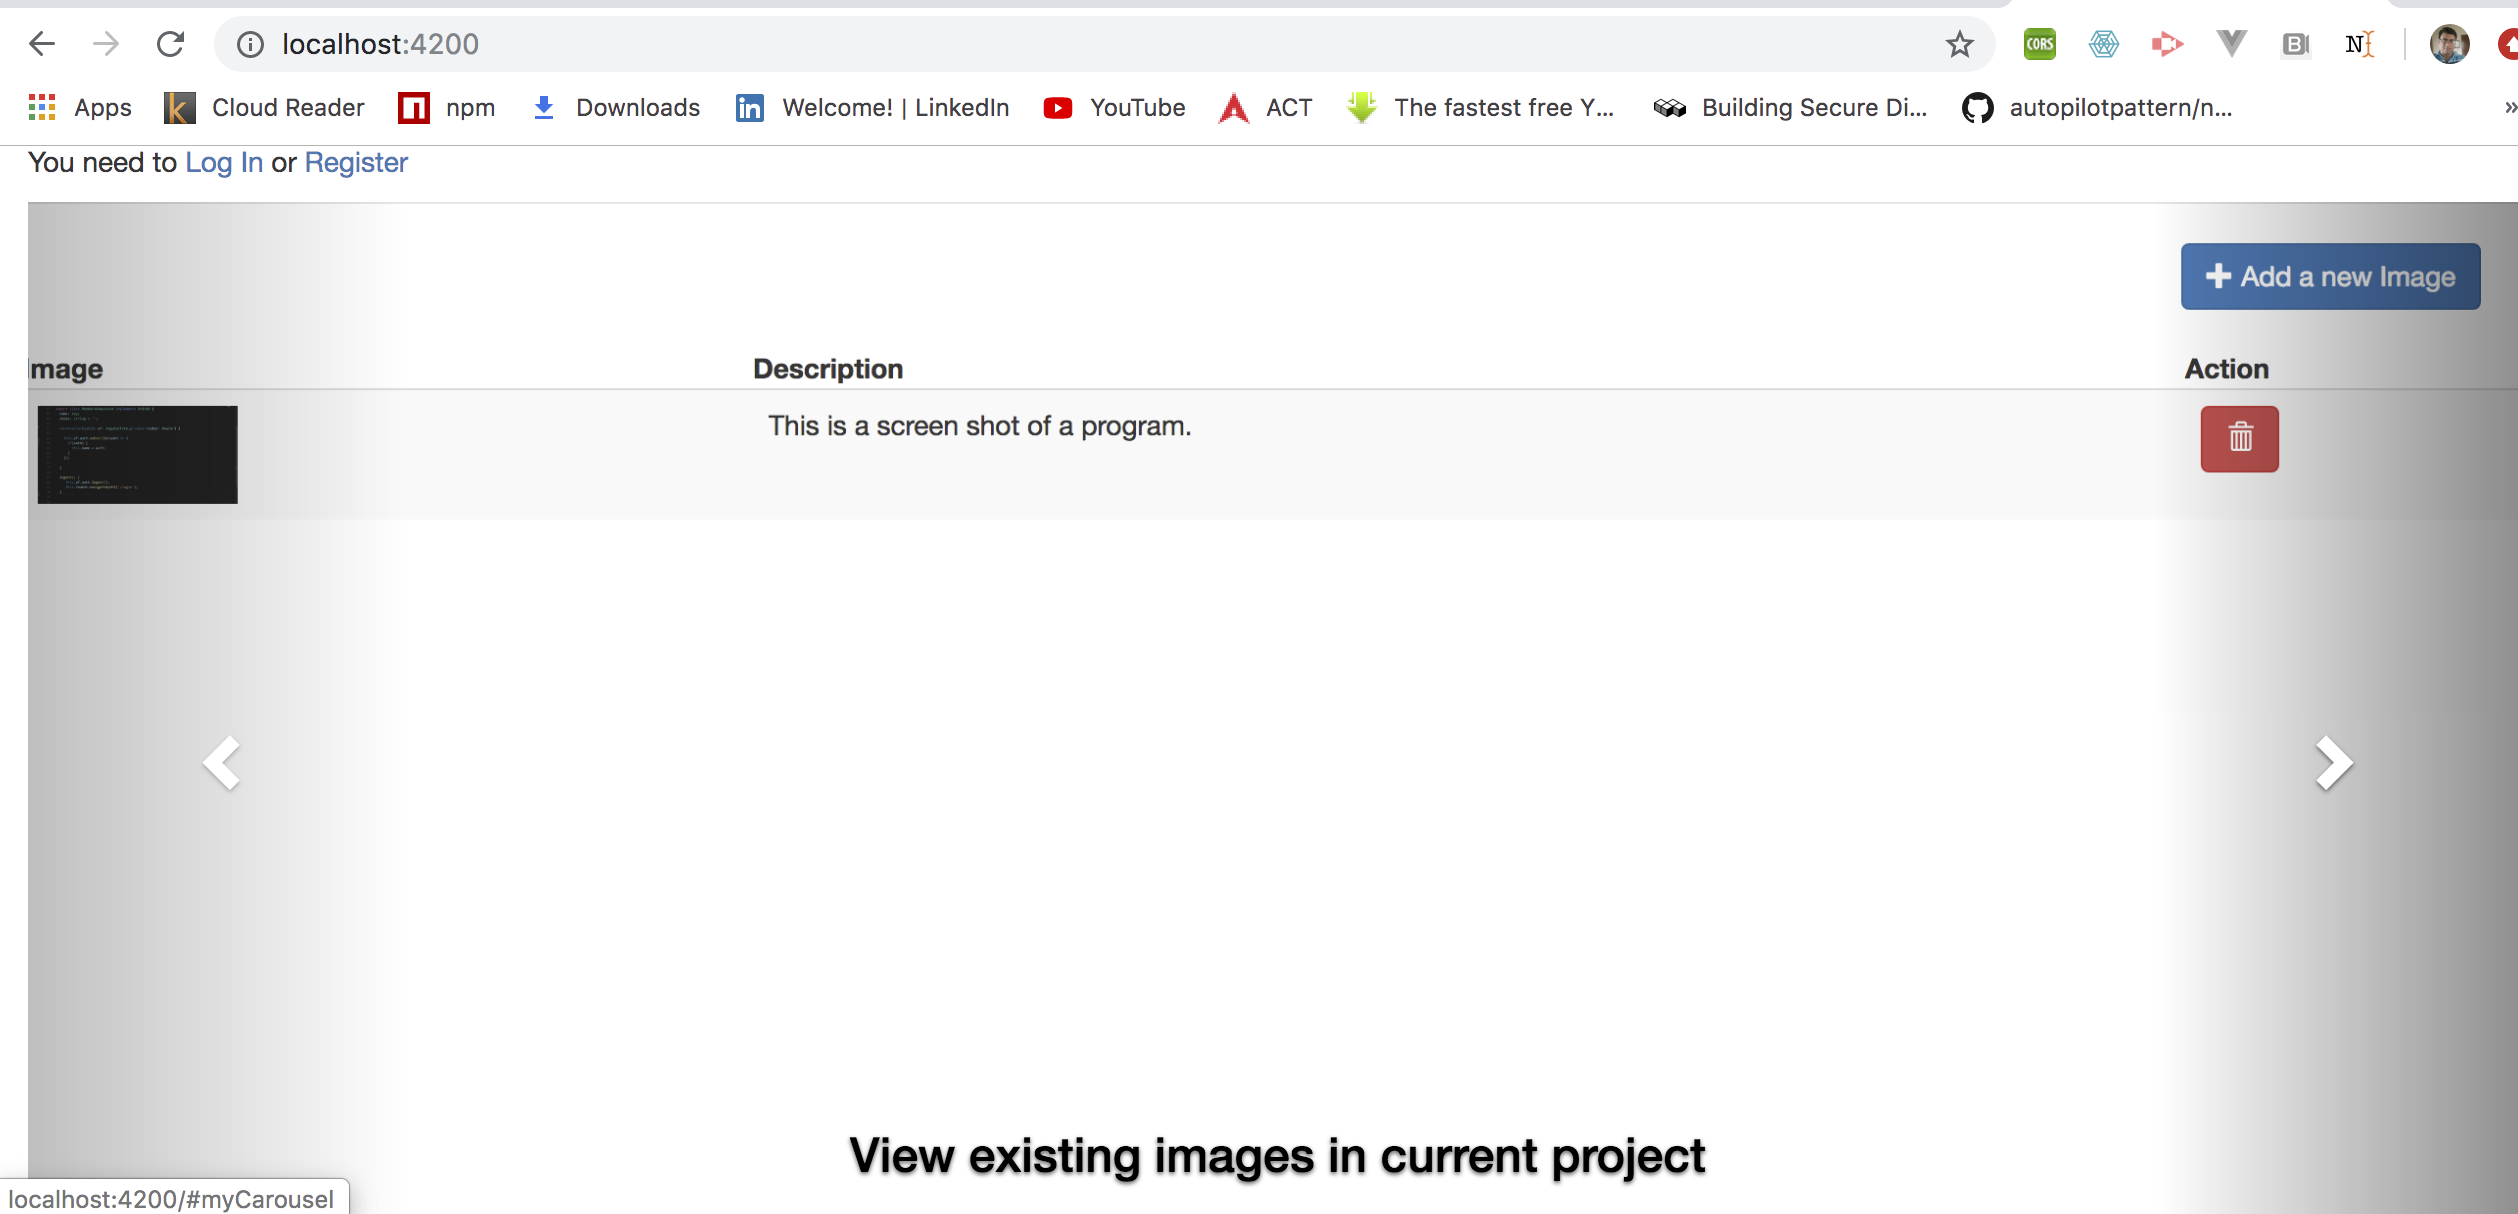 localhost:4200
CORS
B
N
Apps
k
Cloud Reader
npm
Downloads
in
Welcome! | LinkedIn
YouTube
ACT
The fastest free Y...
Building Secure Di...
autopilotpattern/n...
»
You need to Log In or Register
Add a new Image
Image Description Action
This is a screen shot of a program.
View existing images in current project
localhost:4200/#myCarousel